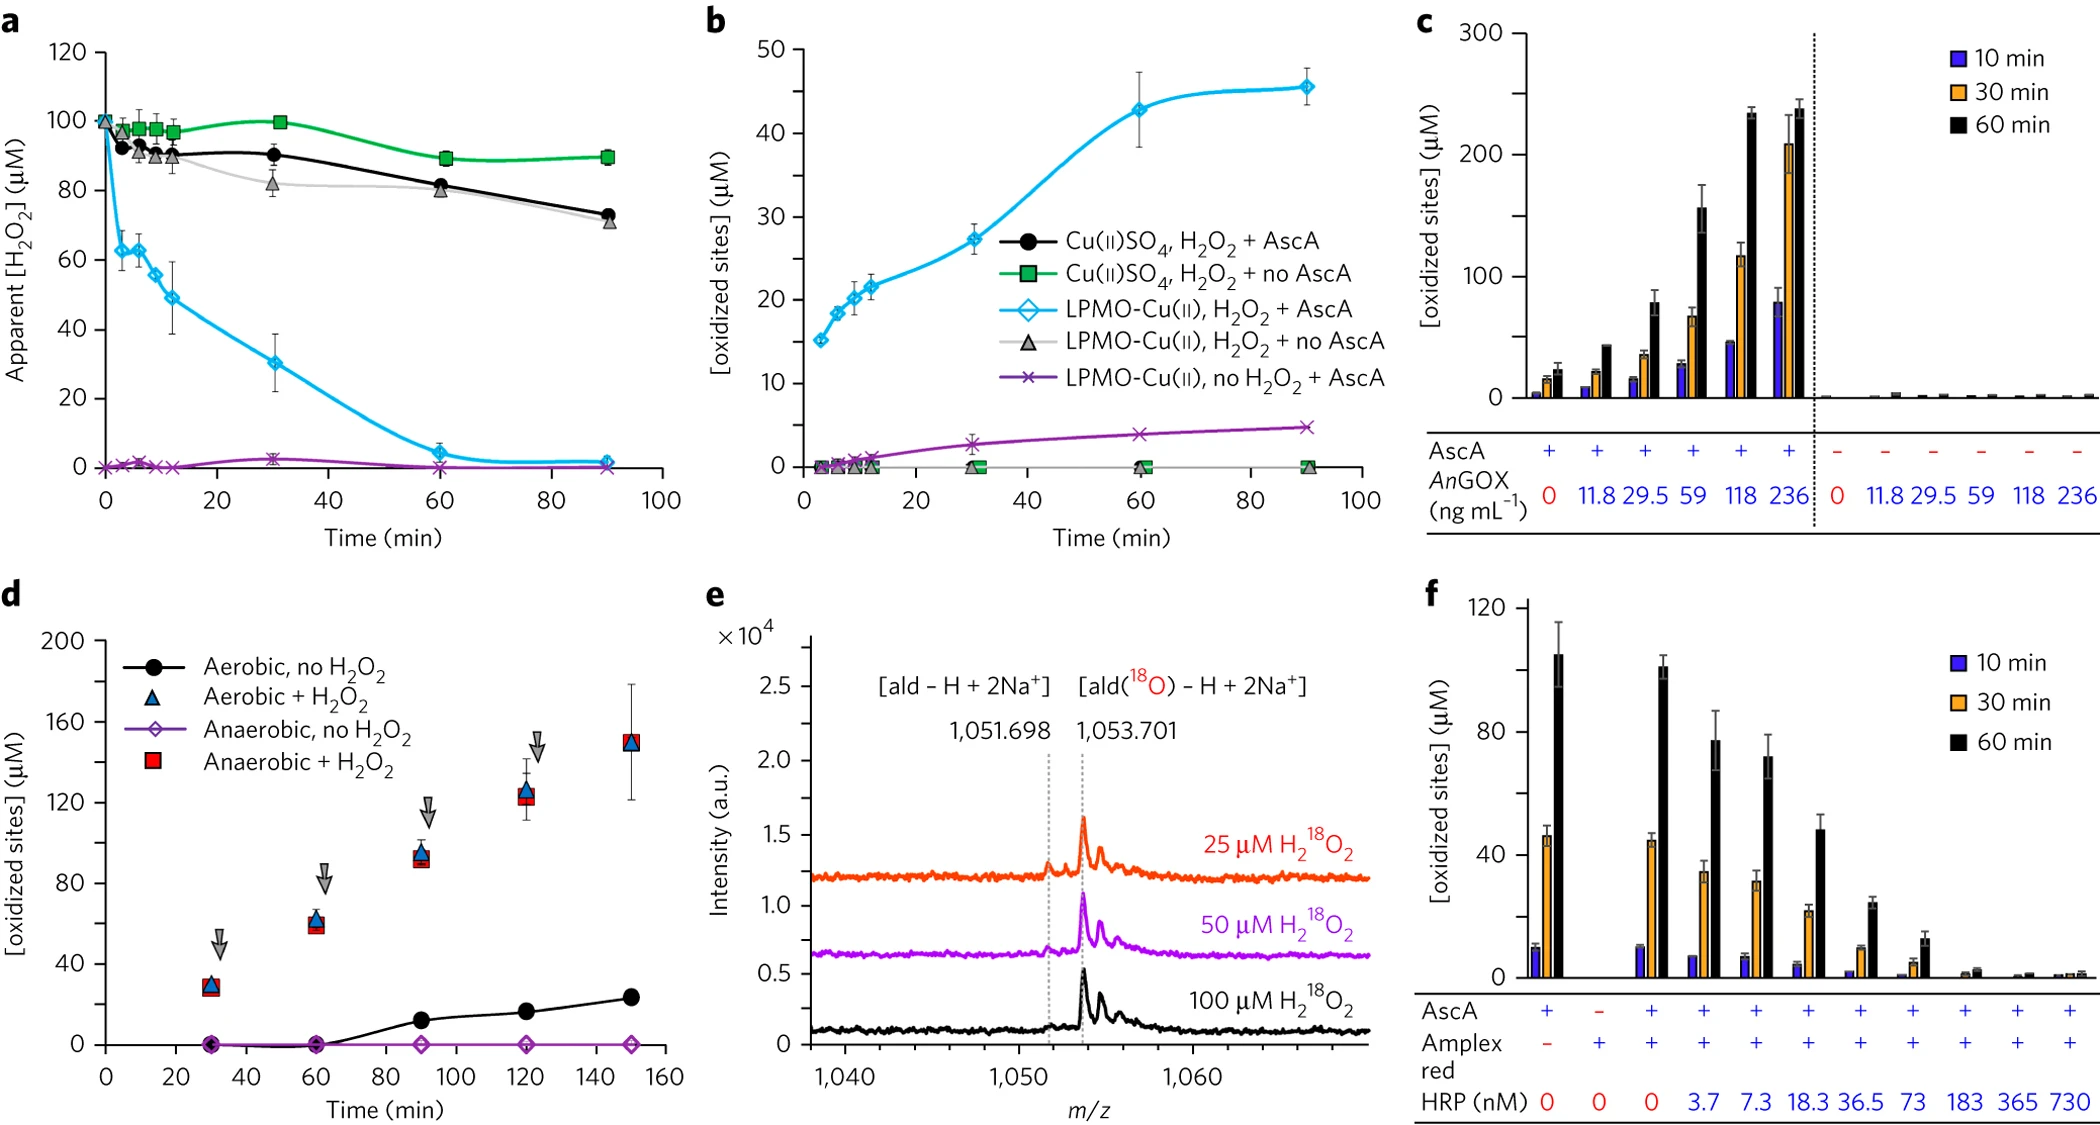 a
120
100
80
60
40
20
0
Apparent [H₂O₂] (μM)
0 20 40 60 80 100
Time (min)
b
50
40
30
20
10
0
[oxidized sites] (μM)
Cu(II)SO₄, H₂O₂ + AscA
Cu(II)SO₄, H₂O₂ + no AscA
LPMO-Cu(II), H₂O₂ + AscA
LPMO-Cu(II), H₂O₂ + no AscA
LPMO-Cu(II), no H₂O₂ + AscA
0 20 40 60 80 100
Time (min)
c
300
200
100
0
[oxidized sites] (μM)
10 min
30 min
60 min
AscA + + + + + + – – – – – –
AnGOX
(ng mL⁻¹) 0 11.8 29.5 59 118 236 0 11.8 29.5 59 118 236
d
200
160
120
80
40
0
[oxidized sites] (μM)
Aerobic, no H₂O₂
Aerobic + H₂O₂
Anaerobic, no H₂O₂
Anaerobic + H₂O₂
0 20 40 60 80 100 120 140 160
Time (min)
e
×10⁴
2.5
2.0
1.5
1.0
0.5
0
Intensity (a.u.)
[ald – H + 2Na⁺] [ald(¹⁸O) – H + 2Na⁺]
1,051.698 1,053.701
25 μM H₂¹⁸O₂
50 μM H₂¹⁸O₂
100 μM H₂¹⁸O₂
1,040 1,050 1,060
m/z
f
120
80
40
0
[oxidized sites] (μM)
10 min
30 min
60 min
AscA + – + + + + + + + + +
Amplex – + + + + + + + + + +
red
HRP (nM) 0 0 0 3.7 7.3 18.3 36.5 73 183 365 730